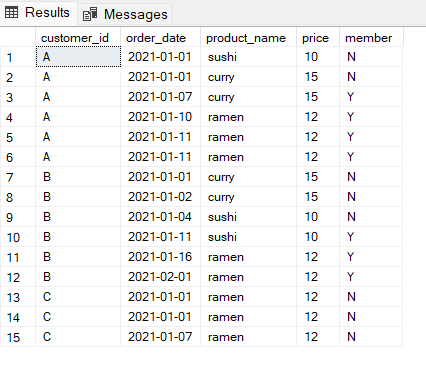 Results Messages
customer_id order_date product_name price member
1 A 2021-01-01 sushi 10 N
2 A 2021-01-01 curry 15 N
3 A 2021-01-07 curry 15 Y
4 A 2021-01-10 ramen 12 Y
5 A 2021-01-11 ramen 12 Y
6 A 2021-01-11 ramen 12 Y
7 B 2021-01-01 curry 15 N
8 B 2021-01-02 curry 15 N
9 B 2021-01-04 sushi 10 N
10 B 2021-01-11 sushi 10 Y
11 B 2021-01-16 ramen 12 Y
12 B 2021-02-01 ramen 12 Y
13 C 2021-01-01 ramen 12 N
14 C 2021-01-01 ramen 12 N
15 C 2021-01-07 ramen 12 N